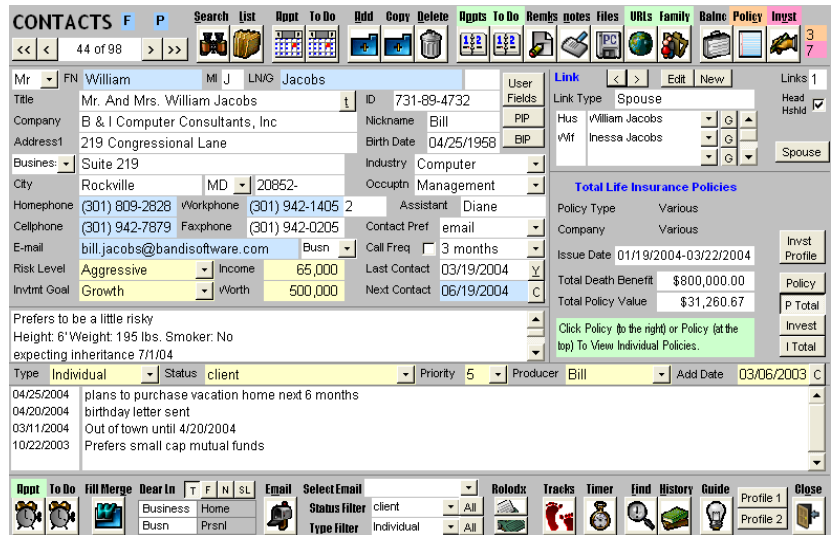 CONTACTS F P Search List Appt To Do Add Copy Delete Appts To Do Remks notes Files URLs Family Balnc Policy Invst
<< < 44 of 98 > >> 3
7
Mr FN William MI J LN/G Jacobs User Fields Link < > Edit New Links 1
Title Mr. And Mrs. William Jacobs t ID 731-89-4732 Link Type Spouse Head Hshld
Company B & I Computer Consultants, Inc Nickname Bill PIP Hus William Jacobs G
Address1 219 Congressional Lane Birth Date 04/25/1958 BIP Wif Inessa Jacobs G
Busines: Suite 219 Industry Computer G Spouse
City Rockville MD 20852- Occuptn Management Total Life Insurance Policies
Homephone (301) 809-2828 Workphone (301) 942-1405 2 Assistant Diane Policy Type Various
Cellphone (301) 942-7879 Faxphone (301) 942-0205 Contact Pref email Company Various
E-mail bill.jacobs@bandisoftware.com Busn Call Freq 3 months Issue Date 01/19/2004-03/22/2004 Invst Profile
Risk Level Aggressive Income 65,000 Last Contact 03/19/2004 Y Total Death Benefit $800,000.00 Policy
Invtmt Goal Growth Worth 500,000 Next Contact 06/19/2004 C Total Policy Value $31,260.67 P Total
Prefers to be a little risky
Height: 6' Weight: 195 lbs. Smoker: No
expecting inheritance 7/1/04
Click Policy (to the right) or Policy (at the Invest
top) To View Individual Policies. I Total
Type Individual Status client Priority 5 Producer Bill Add Date 03/06/2003 C
04/25/2004 plans to purchase vacation home next 6 months
04/20/2004 birthday letter sent
03/11/2004 Out of town until 4/20/2004
10/22/2003 Prefers small cap mutual funds
Appt To Do Fill Merge Dear Ln T F N SL Email Select Email Rolodx Tracks Timer Find History Guide Profile 1 Close
Business Home Status Filter client All
Busn Prsnl Type Filter Individual All Profile 2